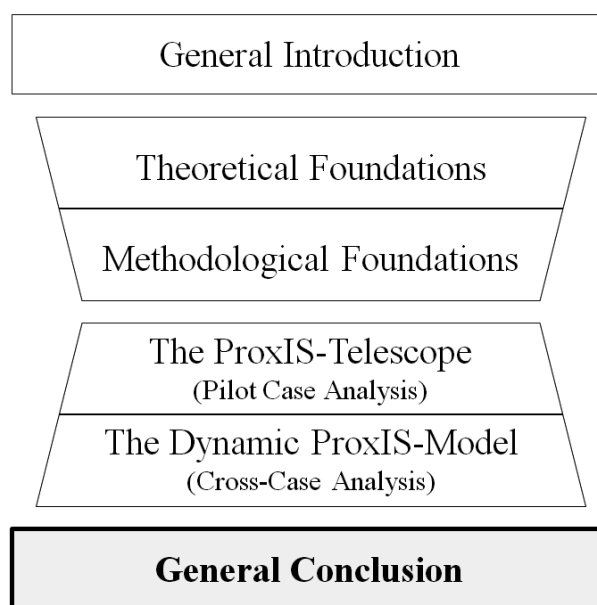 General Introduction
Theoretical Foundations
Methodological Foundations
The ProxIS-Telescope
(Pilot Case Analysis)
The Dynamic ProxIS-Model
(Cross-Case Analysis)
General Conclusion